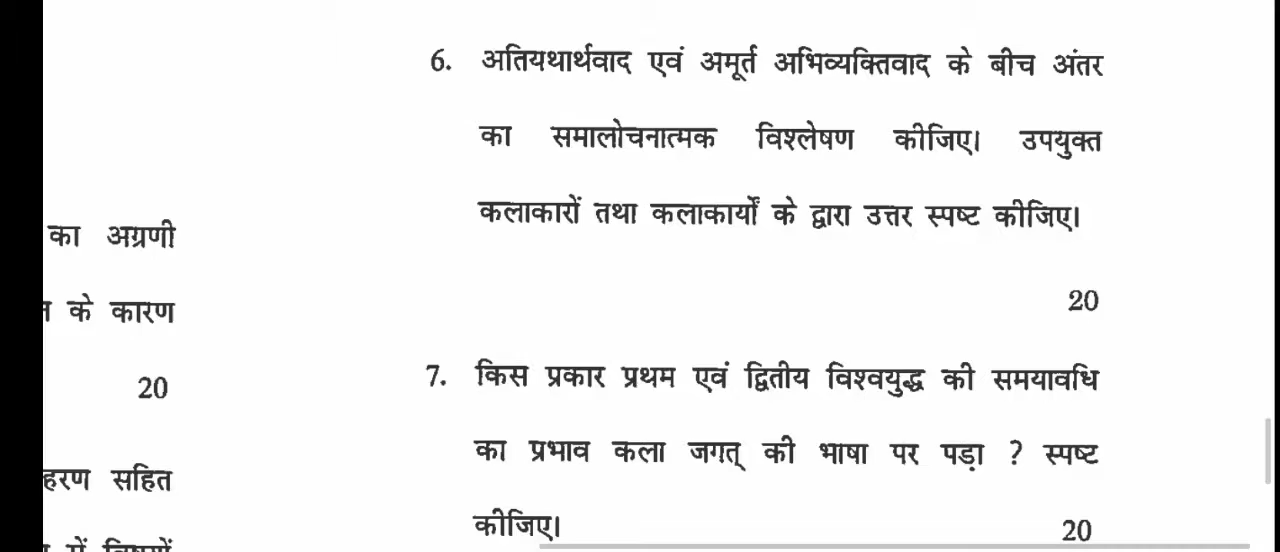 का अग्रणी
के कारण
20
सहित
में
6. अतियथार्थवाद एवं अमूर्त अभिव्यक्तिवाद के बीच अंतर
का समालोचनात्मक विश्लेषण कीजिए। उपयुक्त
कलाकारों तथा कलाकार्यों के द्वारा उत्तर स्पष्ट कीजिए।
20
7. किस प्रकार प्रथम एवं द्वितीय विश्वयुद्ध की समयावधि
का प्रभाव कला जगत् की भाषा पर पड़ा ? स्पष्ट
कीजिए।
20